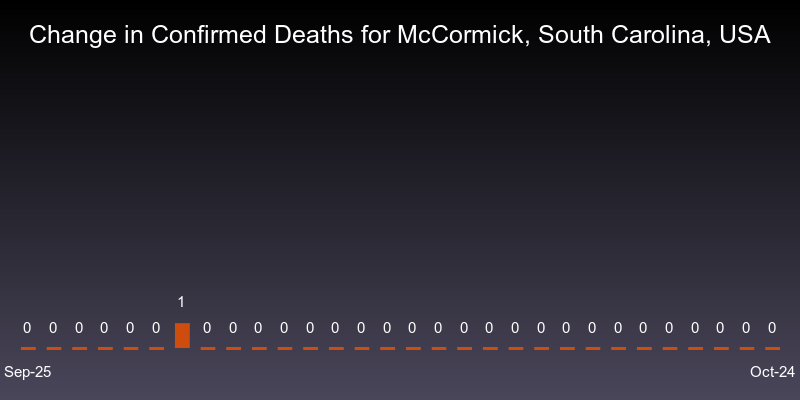 Change in Confirmed Deaths for McCormick, South Carolina, USA
1
0 0 0 0 0 0 0 0 0 0 0 0 0 0 0 0 0 0 0 0 0 0 0 0 0 0 0 0 0
Sep-25 Oct-24